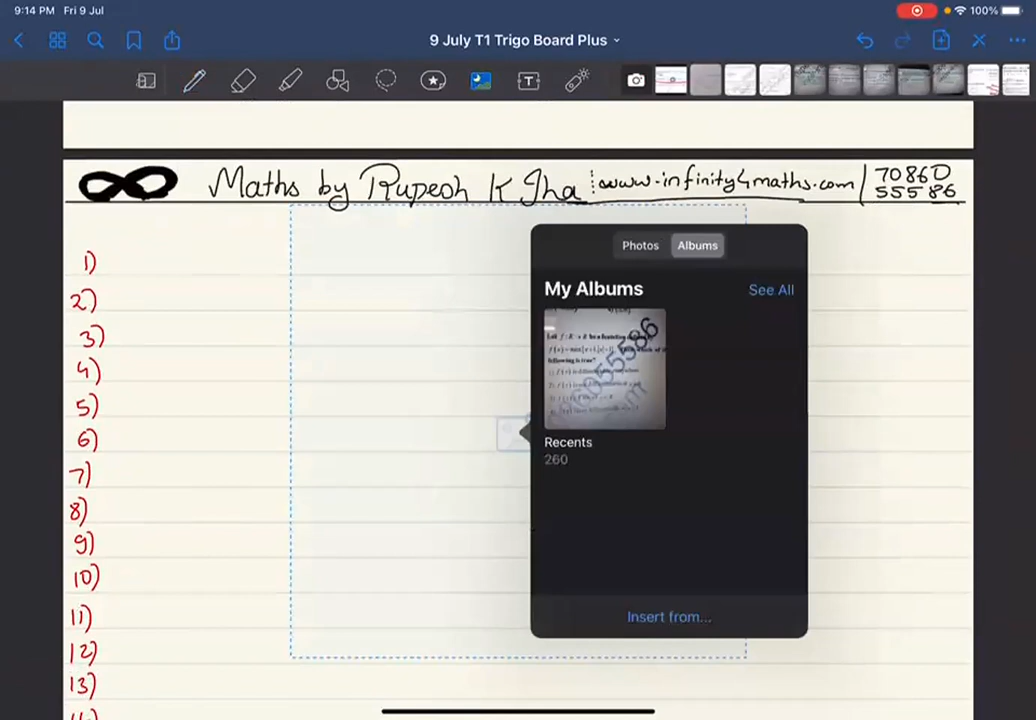 9:14 PM Fri 9 Jul
100%
9 July T1 Trigo Board Plus
T
Maths by Rupesh K Jha www.infinity4maths.com 70860
55586
Photos Albums
My Albums See All
Recents
260
Insert from...
1)
2)
3)
4)
5)
6)
7)
8)
9)
10)
11)
12)
13)